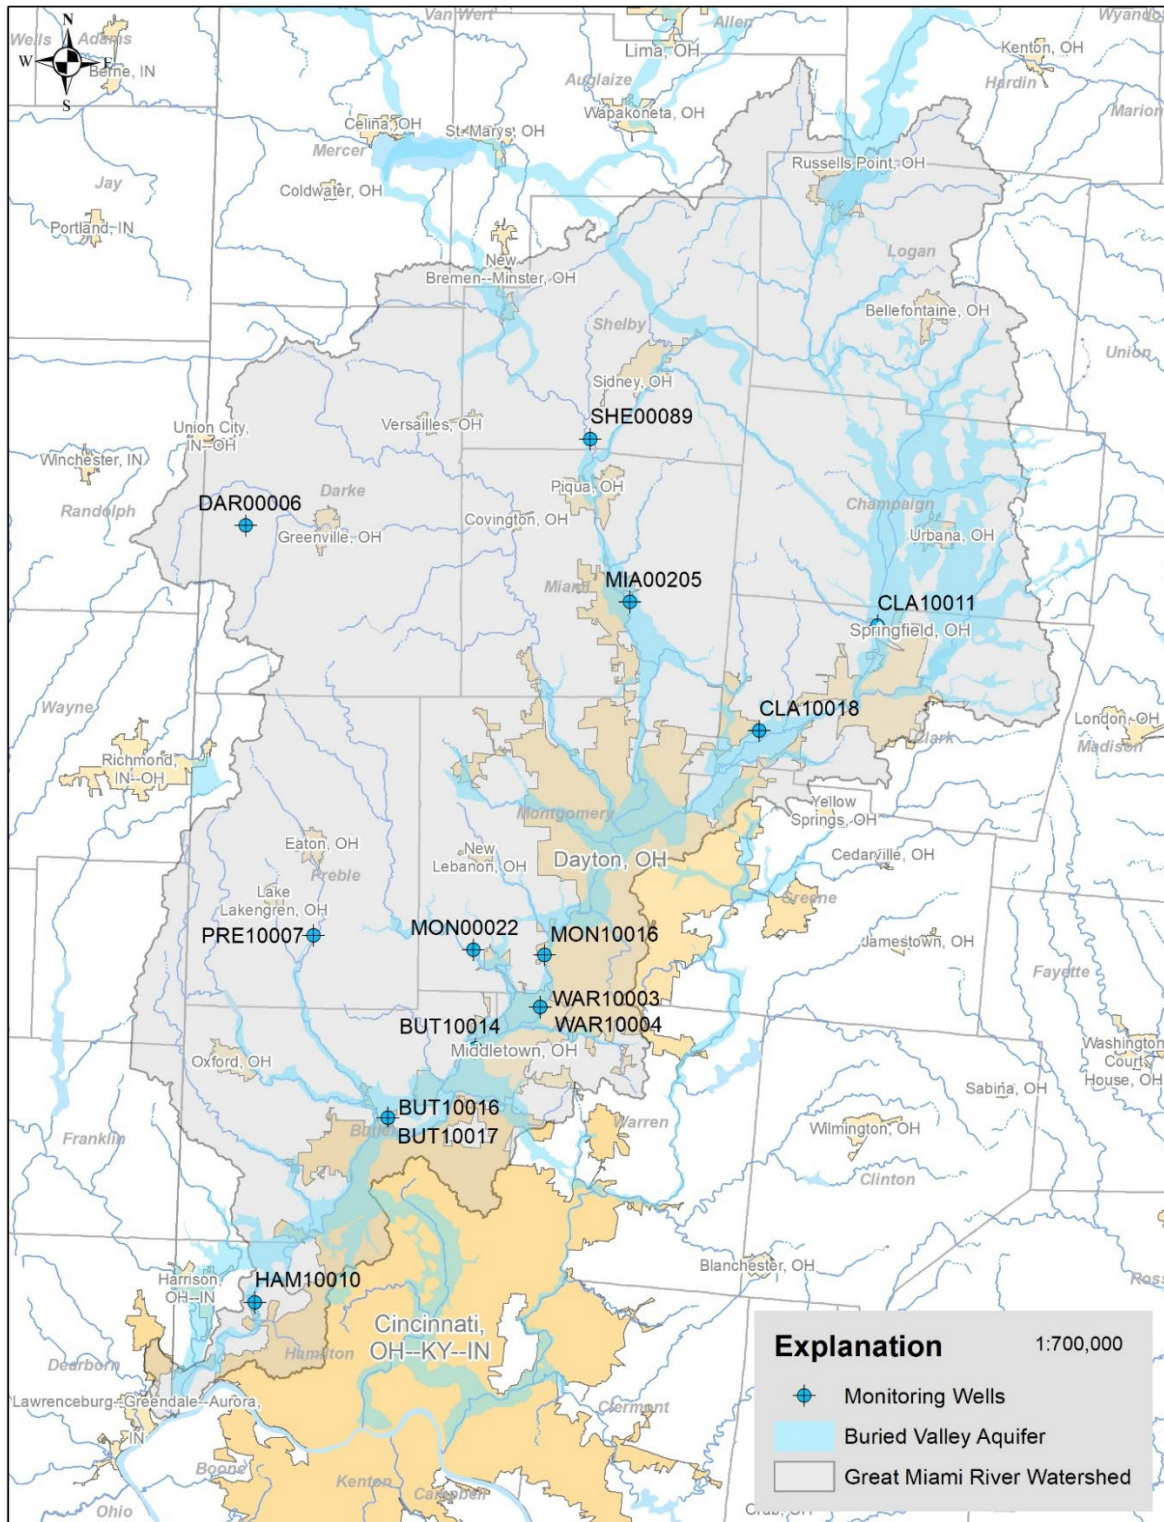 Van Wert
Allen
Wyando
N
Wells
Adams
Lima, OH
Kenton, OH
W
E
Berne, IN
Auglaize
Hardin
S
Wapakoneta, OH
Marion
Celina, OH
St. Marys, OH
Mercer
Russells Point, OH
Jay
Coldwater, OH
Portland, IN
Logan
New
Bremen--Minster, OH
Bellefontaine, OH
Shelby
Union
Sidney, OH
SHE00089
Union City,
IN--OH
Versailles, OH
Winchester, IN
Piqua, OH
Darke
DAR00006
Champaign
Randolph
Covington, OH
Greenville, OH
Urbana, OH
MIA00205
Miami
CLA10011
Springfield, OH
Wayne
CLA10018
London, OH
Clark
Madison
Richmond,
IN--OH
Montgomery
Yellow
Springs, OH
Eaton, OH
New
Lebanon, OH
Dayton, OH
Cedarville, OH
Preble
Lake
Lakengren, OH
Greene
PRE10007
MON00022
MON10016
Jamestown, OH
Fayette
WAR10003
WAR10004
BUT10014
Middletown, OH
Oxford, OH
Washington
Court
House, OH
Sabina, OH
BUT10016
BUT10017
Butler
Franklin
Warren
Wilmington, OH
Clinton
Blanchester, OH
Ross
Harrison,
OH--IN
HAM10010
Cincinnati,
OH--KY--IN
Hamilton
Dearborn
Lawrenceburg--Greendale--Aurora,
IN
Clermont
Boone
Kenton
Campbell
Ohio
Explanation
1:700,000
Monitoring Wells
Buried Valley Aquifer
Great Miami River Watershed